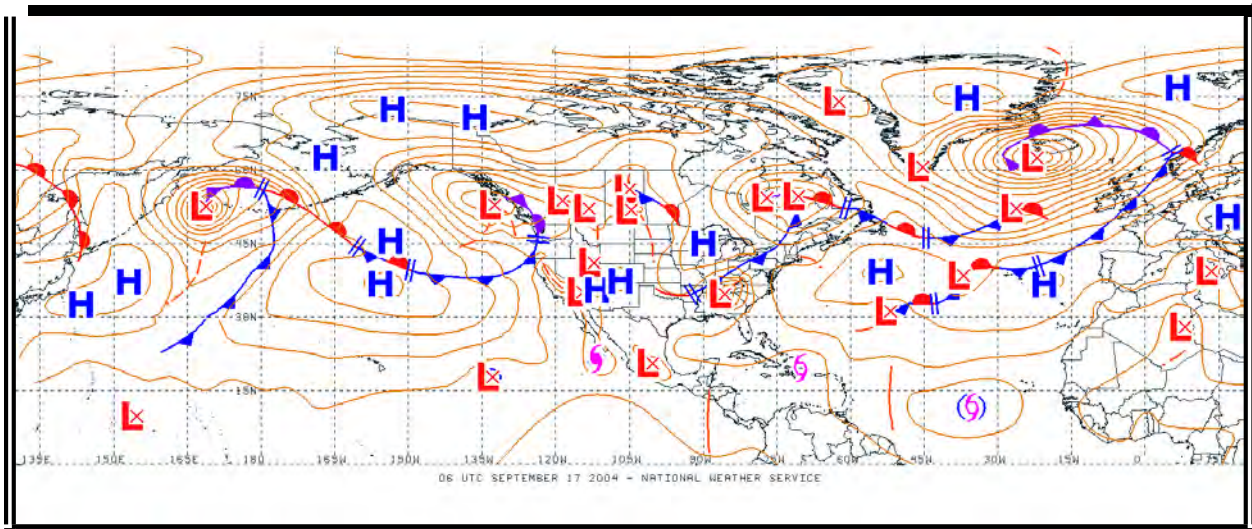 H H
75N H H L H
H L
60N L
L L L L
L L L L L H
45N H H
L L L
H H H H
H L L
H 30N L
L
L L
15N
L
135E 150E 165E 180 165W 150W 135W 120W 105W 90W 75W 60W 45W 30W 15W 0
06 UTC SEPTEMBER 17 2004 - NATIONAL WEATHER SERVICE